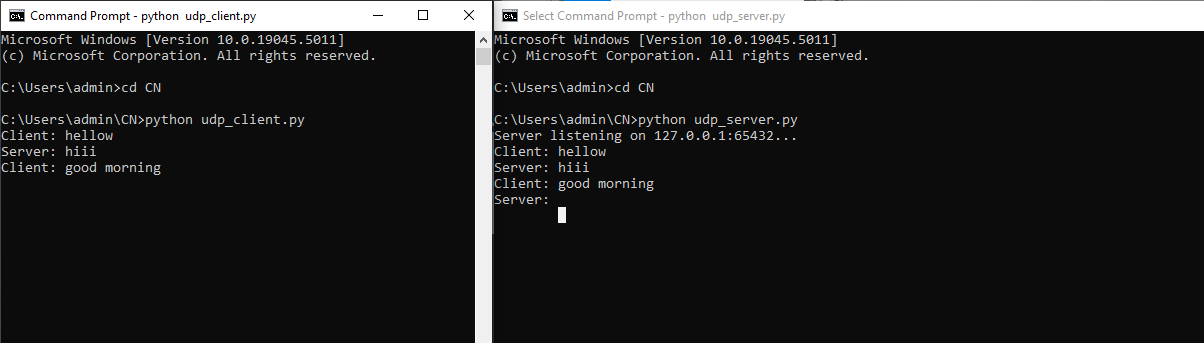 Command Prompt - python  udp_client.py
Microsoft Windows [Version 10.0.19045.5011]
(c) Microsoft Corporation. All rights reserved.
C:\Users\admin>cd CN
C:\Users\admin\CN>python udp_client.py
Client: hellow
Server: hiii
Client: good morning
Select Command Prompt - python  udp_server.py
Microsoft Windows [Version 10.0.19045.5011]
(c) Microsoft Corporation. All rights reserved.
C:\Users\admin>cd CN
C:\Users\admin\CN>python udp_server.py
Server listening on 127.0.0.1:65432...
Client: hellow
Server: hiii
Client: good morning
Server: